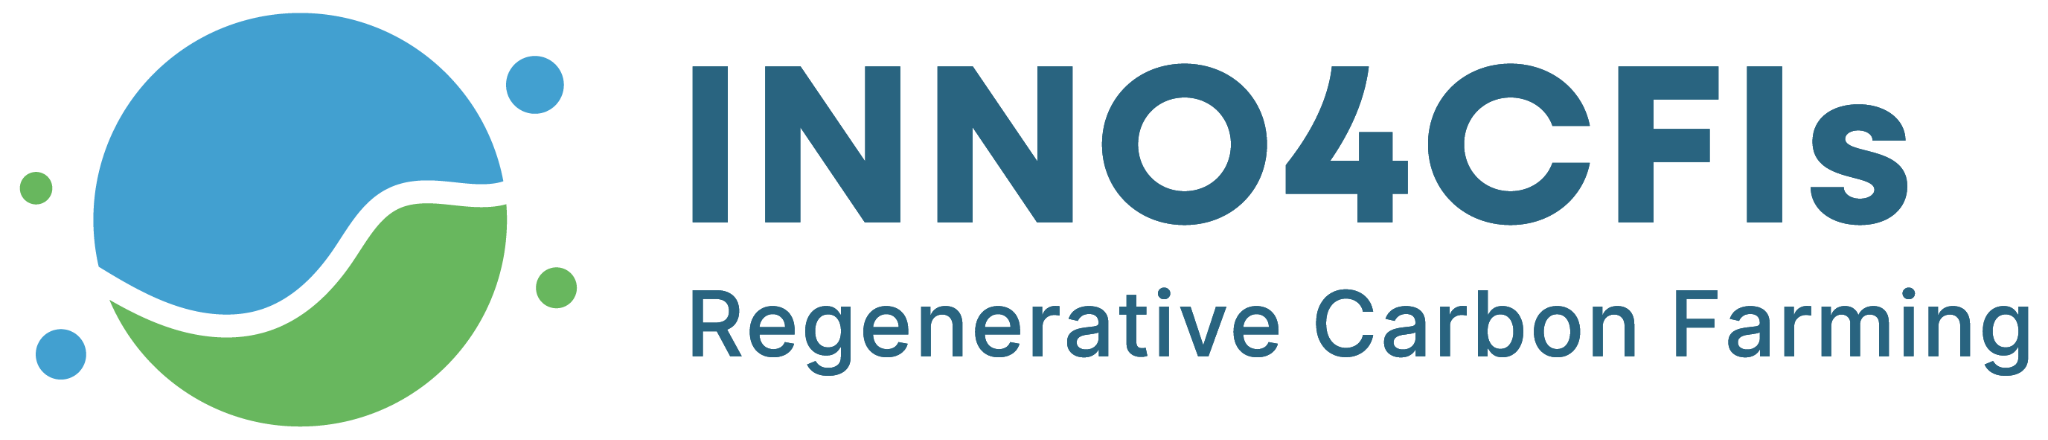 INNO4CFIs
Regenerative Carbon Farming